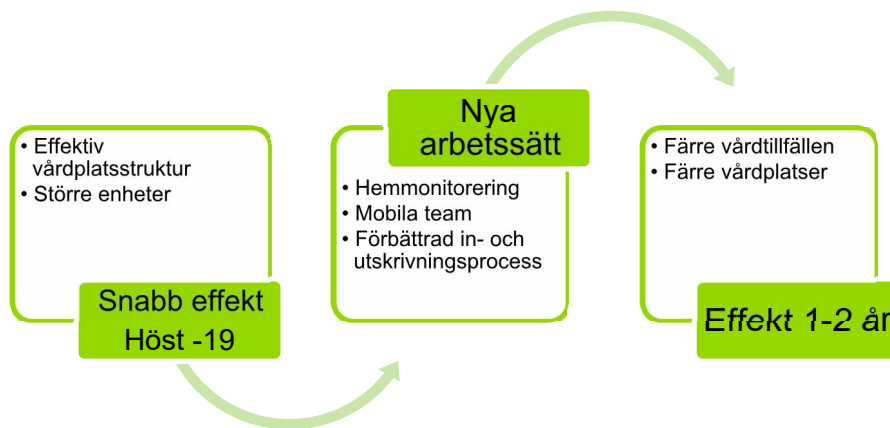 • Effektiv
vårdplatsstruktur
• Större enheter
Snabb effekt
Höst -19
Nya
arbetssätt
• Hemmonitorering
• Mobila team
• Förbättrad in- och
utskrivningsprocess
• Färre vårdtillfällen
• Färre vårdplatser
Effekt 1-2 år